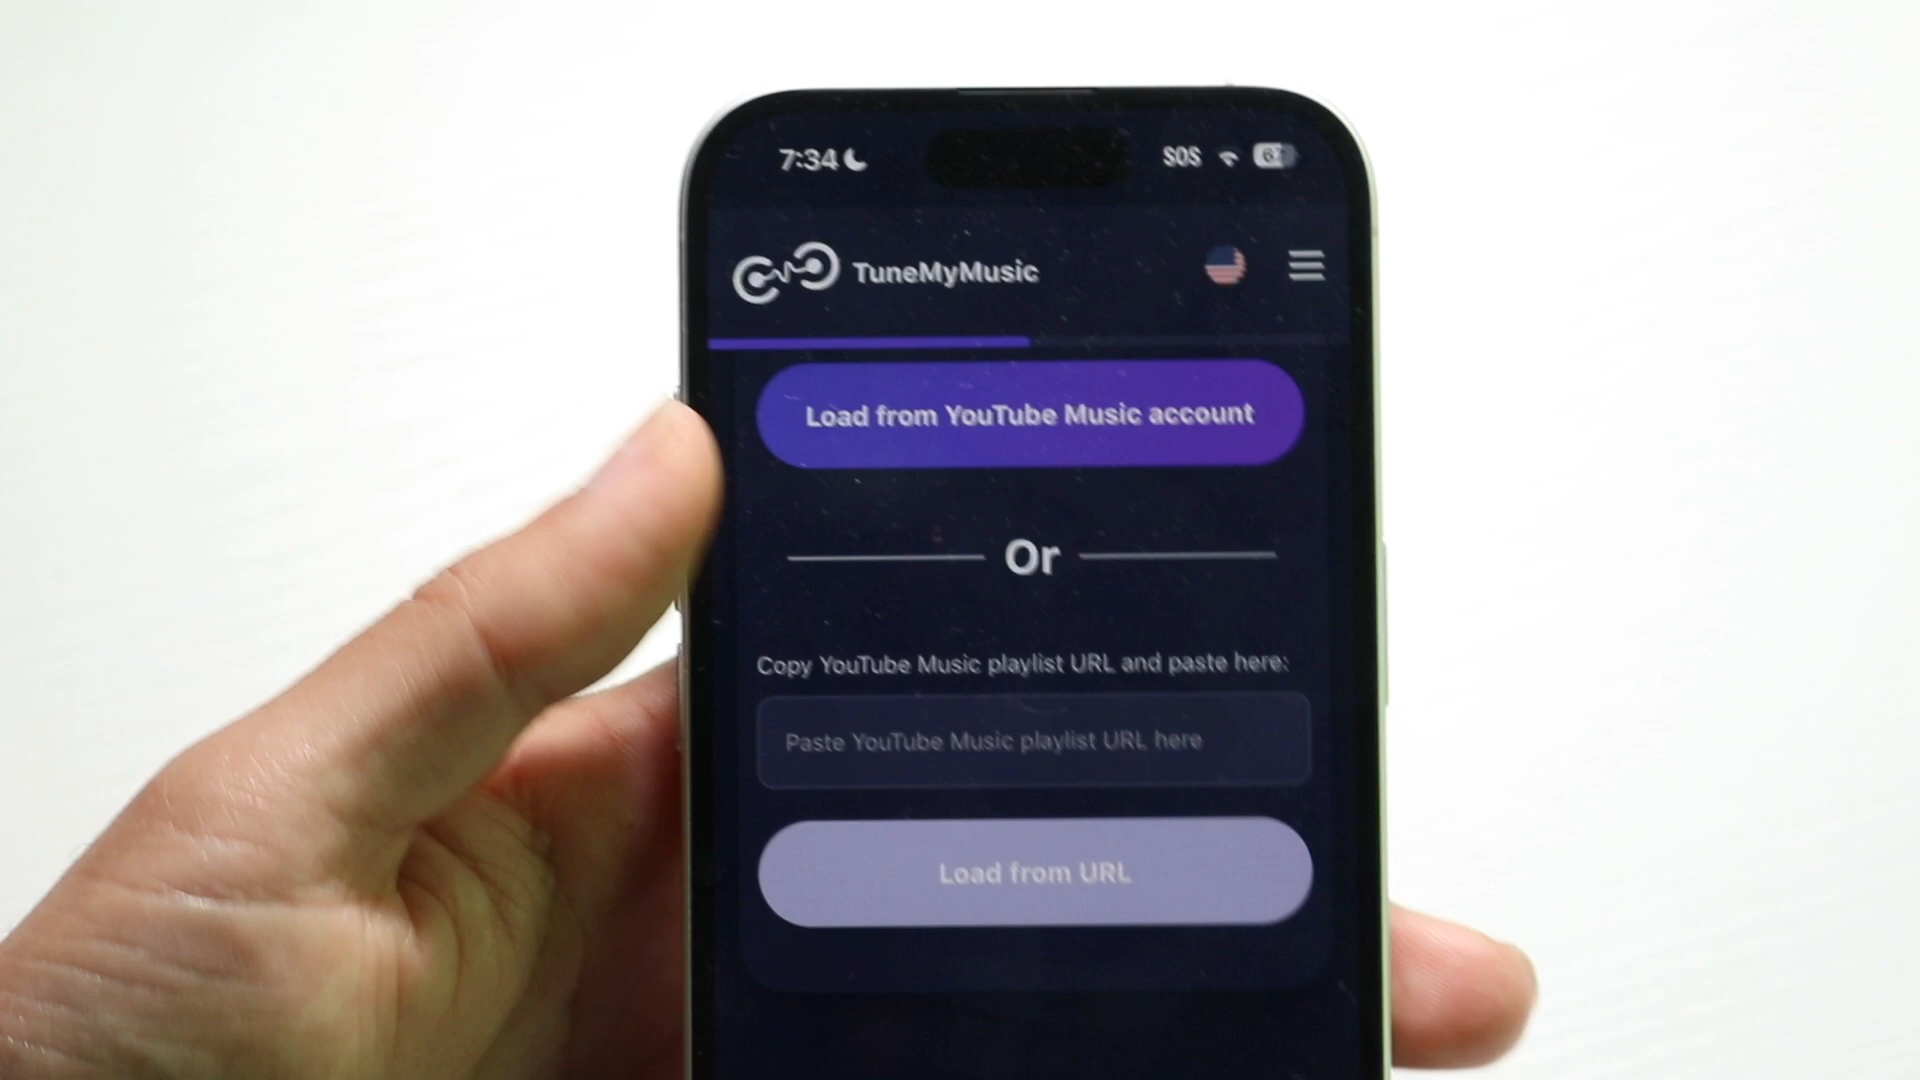 7:34
SOS
67
TuneMyMusic
Load from YouTube Music account
Or
Copy YouTube Music playlist URL and paste here:
Paste YouTube Music playlist URL here
Load from URL